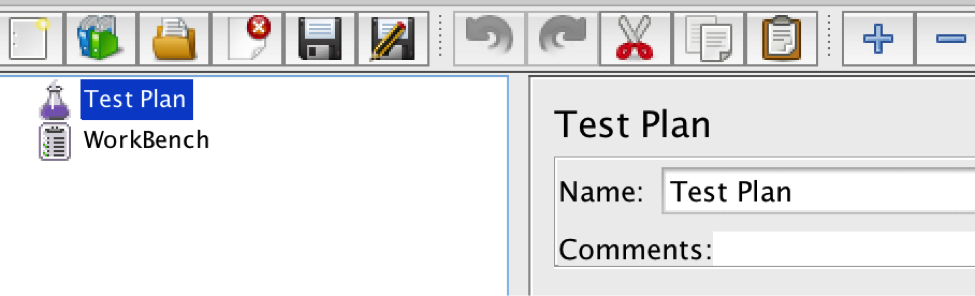 Test Plan
WorkBench
Test Plan
Name: Test Plan
Comments: